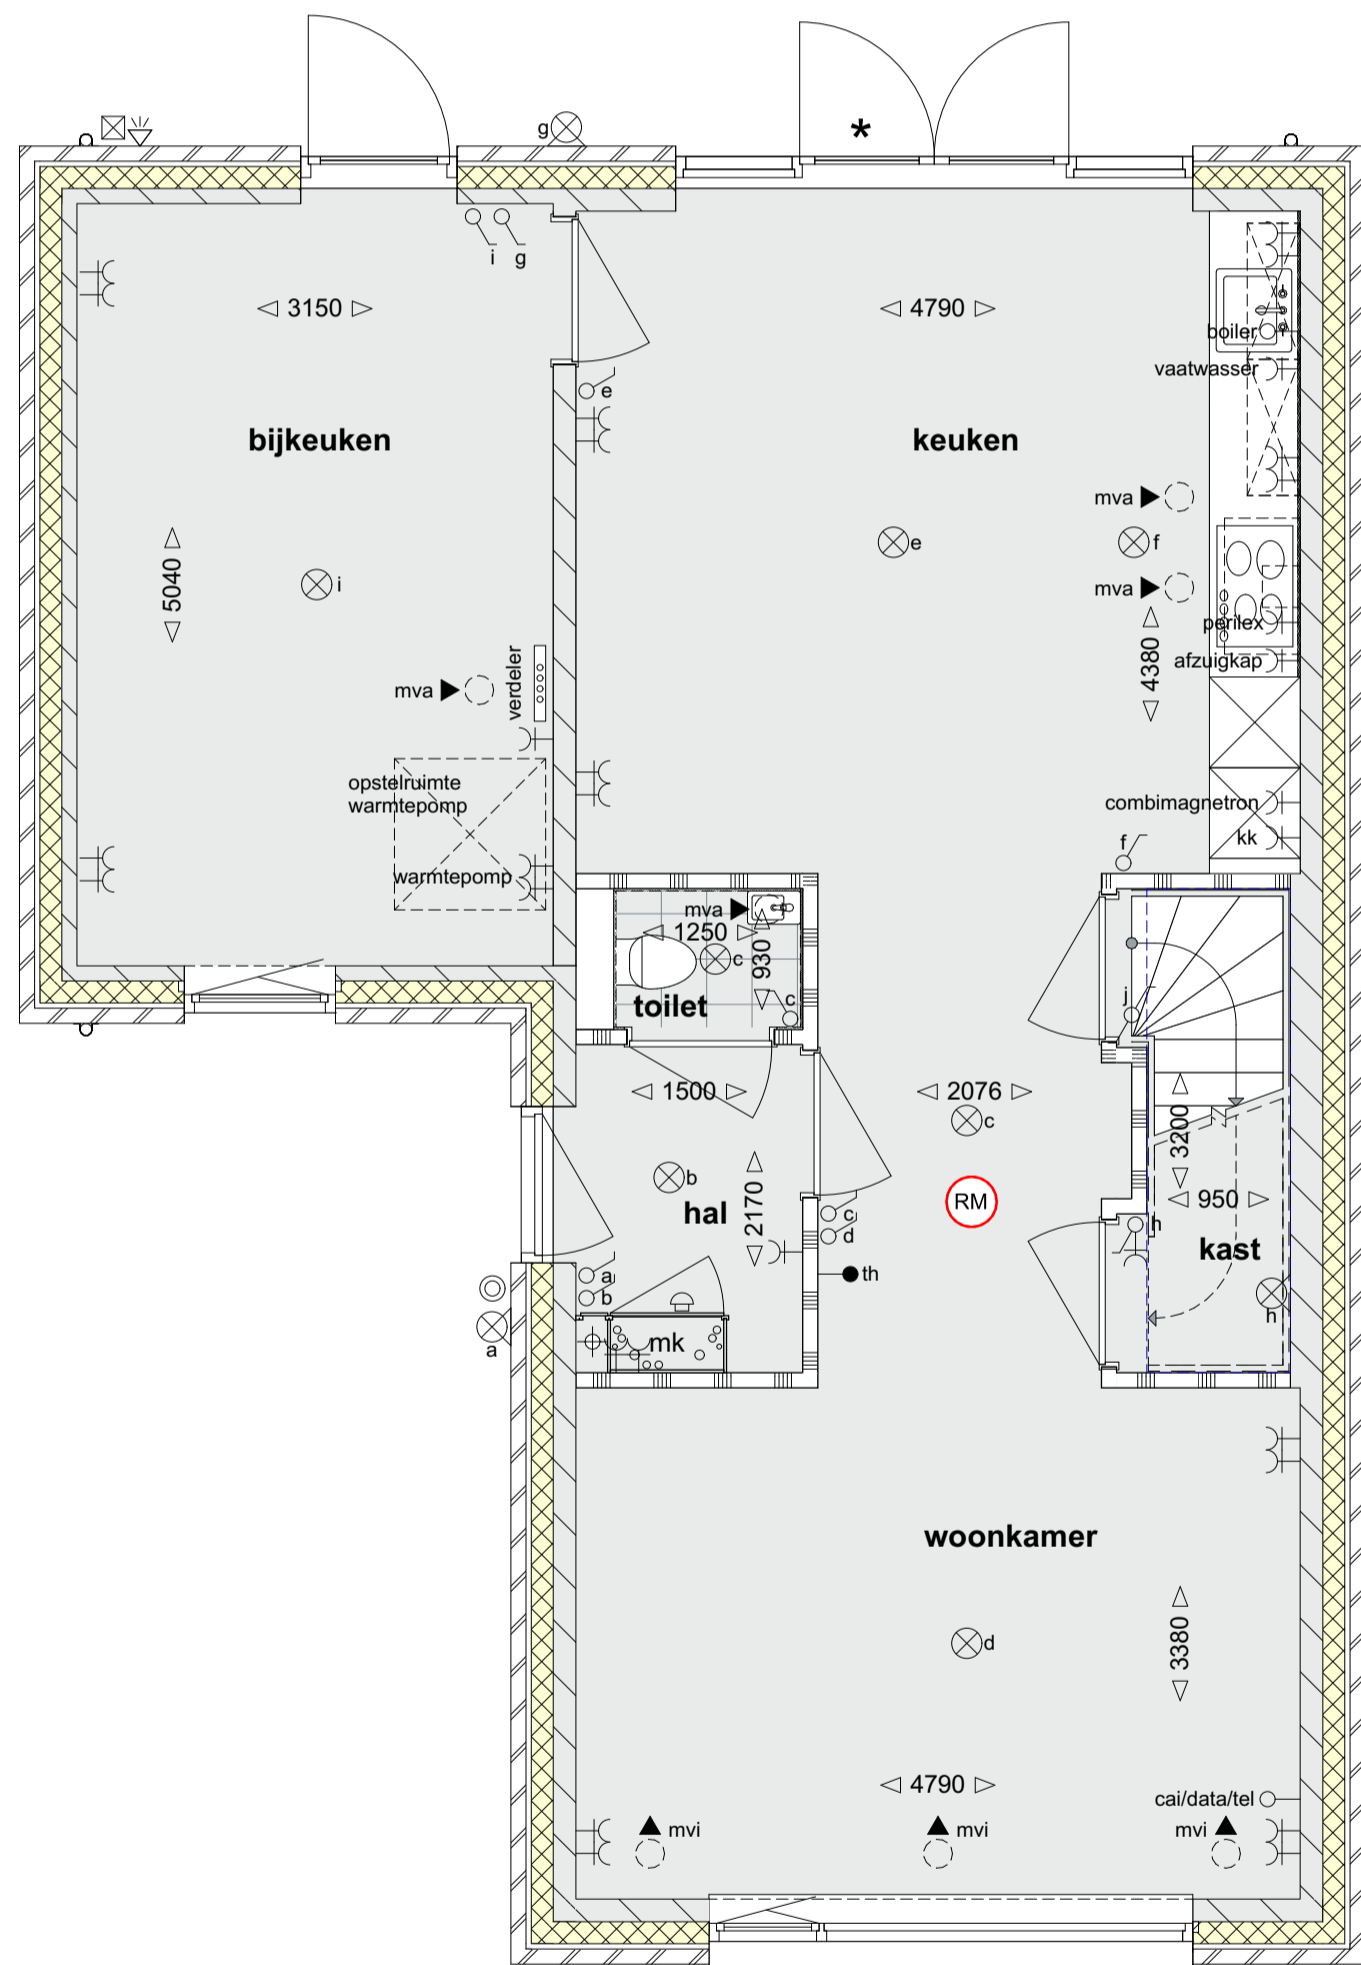 g
*
i
g
3150
4790
boiler
vaatwasser
e
bijkeuken
keuken
mva
e
f
i
5040
mva
perilex
4380
afzuigkap
verdeler
mva
opstelruimte
warmtepomp
combimagnetron
kk
f
warmtepomp
mva
1250
930
c
toilet
c
j
1500
2076
c
3200
b
2170
hal
RM
950
c
d
h
kast
th
a
b
h
a
mk
woonkamer
d
3380
4790
cai/data/tel
mvi
mvi
mvi